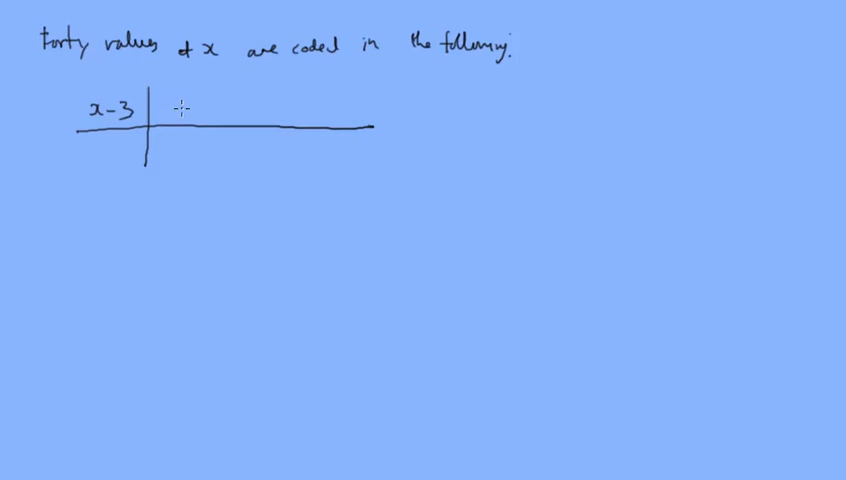 Forty values of x are coded in the following:
x-3